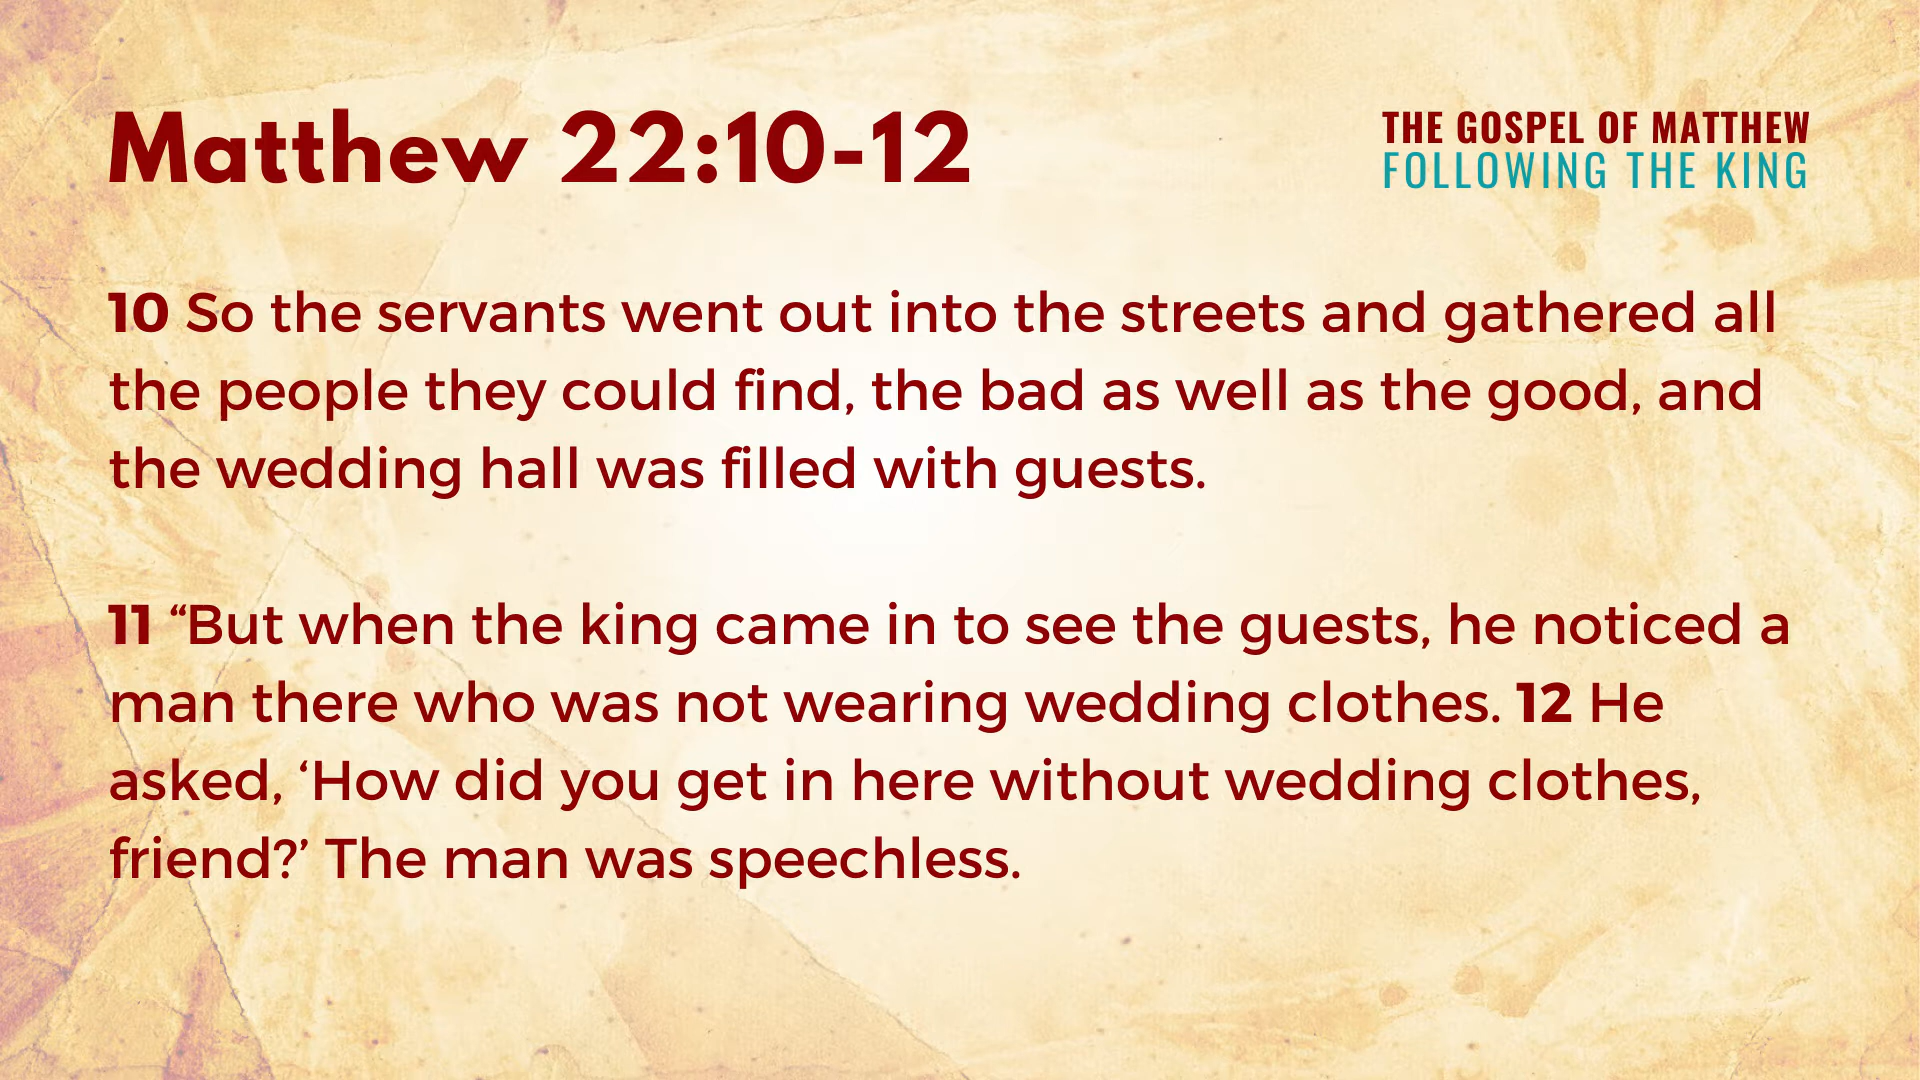 Matthew 22:10-12
THE GOSPEL OF MATTHEW
FOLLOWING THE KING
10 So the servants went out into the streets and gathered all
the people they could find, the bad as well as the good, and
the wedding hall was filled with guests.
11 “But when the king came in to see the guests, he noticed a
man there who was not wearing wedding clothes. 12 He
asked, ‘How did you get in here without wedding clothes,
friend?’ The man was speechless.